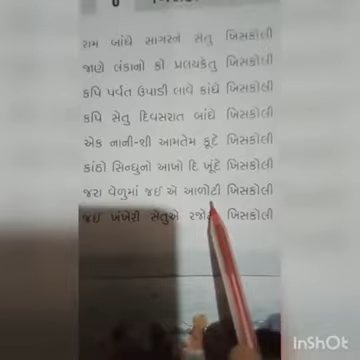 રામ બાંધે સાગરને સેતુ ખિસકોલી
જાણે લંકાનો કો પ્રલયકેતુ ખિસકોલી
કપિ પર્વત ઉપાડી લાવે કાંધે ખિસકોલી
કપિ સેતુ દિવસરાત બાંધે ખિસકોલી
એક નાની-શી આમતેમ કૂદે ખિસકોલી
કાંઠો સિન્ધુનો આખો દિ ખૂંદે ખિસકોલી
જરા વેળુમાં જઈ એ આળોટી ખિસકોલી
જઈ ખંખેરી સેતુએ રજોટી ખિસકોલી
InShOt